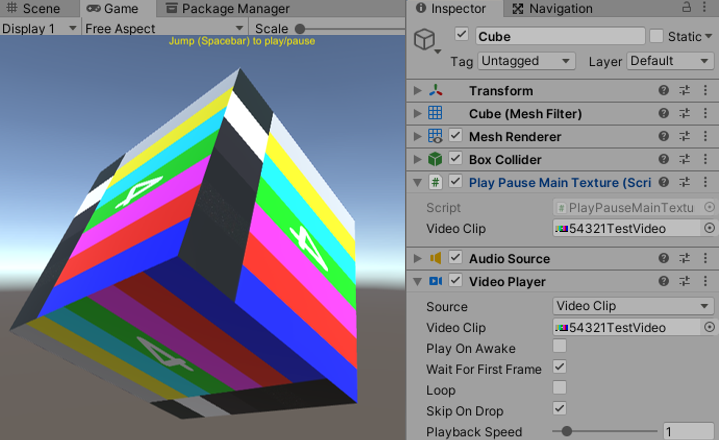 Scene Game Package Manager
Display 1 Free Aspect Scale
Jump (Spacebar) to play/pause
4
4
4
Inspector Navigation
Cube Static
Tag Untagged Layer Default
Transform
Cube (Mesh Filter)
Mesh Renderer
Box Collider
# Play Pause Main Texture (Scri
Script PlayPauseMainTextu
Video Clip 54321TestVideo
Audio Source
Video Player
Source Video Clip
Video Clip 54321TestVideo
Play On Awake
Wait For First Frame
Loop
Skip On Drop
Playback Speed 1